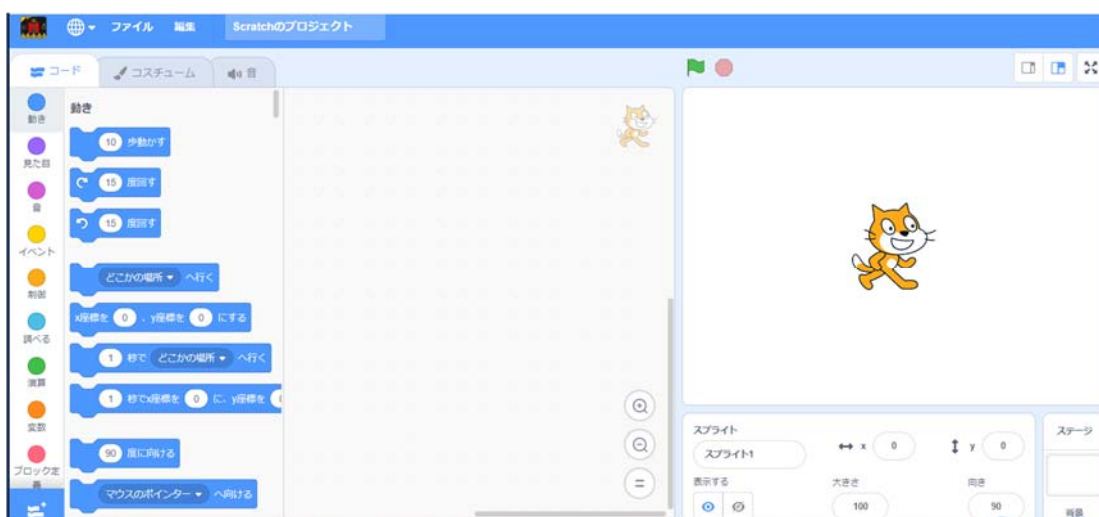 ファイル 編集 Scratchのプロジェクト
コード コスチューム 音
動き
見た目
音
イベント
制御
調べる
演算
変数
ブロック定義
動き
10 歩動かす
15 度回す
15 度回す
どこかの場所 へ行く
x座標を 0 、y座標を 0 にする
1 秒で どこかの場所 へ行く
1 秒でx座標を 0 に、y座標を
90 度に向ける
マウスのポインター へ向ける
スプライト
スプライト1
x 0
y 0
表示する
大きさ
100
向き
90
ステージ
背景